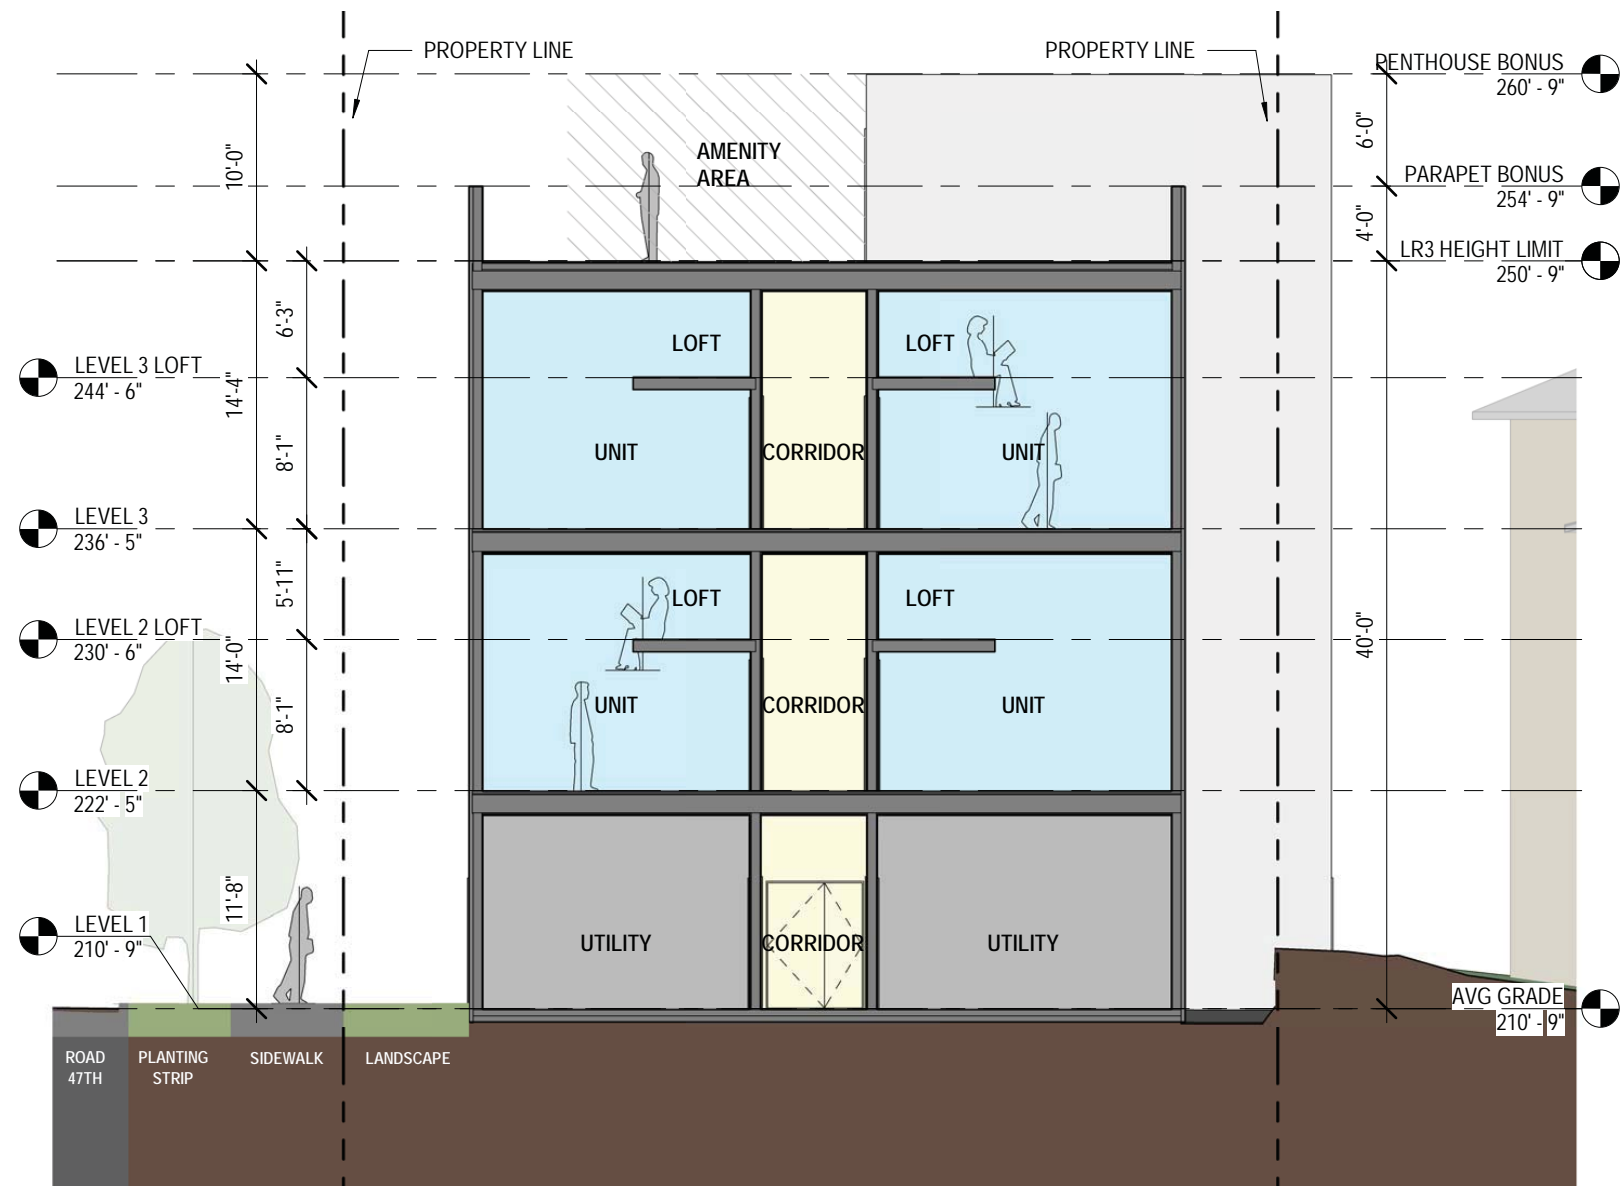 PROPERTY LINE
PROPERTY LINE
PENTHOUSE BONUS
260' - 9"
10'-0"
6'-0"
AMENITY
AREA
PARAPET BONUS
254' - 9"
4'-0"
LR3 HEIGHT LIMIT
250' - 9"
6'-3"
LOFT
LOFT
LEVEL 3 LOFT
244' - 6"
14'-4"
8'-1"
UNIT
CORRIDOR
UNIT
LEVEL 3
236' - 5"
5'-11"
LOFT
LOFT
LEVEL 2 LOFT
230' - 6"
14'-0"
40'-0"
8'-1"
UNIT
CORRIDOR
UNIT
LEVEL 2
222' - 5"
11'-8"
LEVEL 1
210' - 9"
UTILITY
CORRIDOR
UTILITY
AVG GRADE
210' - 9"
ROAD
47TH
PLANTING
STRIP
SIDEWALK
LANDSCAPE